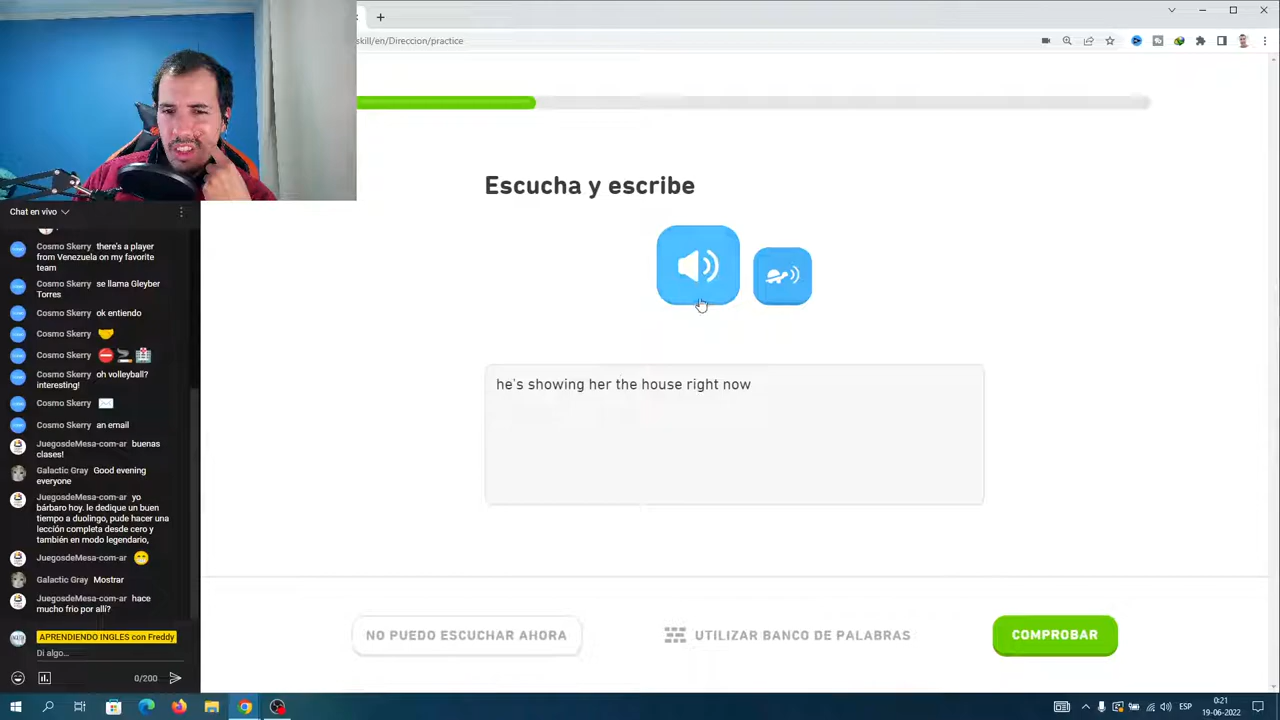 skill/en/Direccion/practice
Escucha y escribe
he's showing her the house right now
NO PUEDO ESCUCHAR AHORA
UTILIZAR BANCO DE PALABRAS
COMPROBAR
Chat en vivo
Cosmo Skerry there's a player
from Venezuela on my favorite
team
Cosmo Skerry se llama Gleyber
Torres
Cosmo Skerry ok entiendo
Cosmo Skerry
Cosmo Skerry
Cosmo Skerry oh volleyball?
interesting!
Cosmo Skerry
Cosmo Skerry an email
JuegosdeMesa-com-ar buenas
clases!
Galactic Gray Good evening
everyone
JuegosdeMesa-com-ar yo
bárbaro hoy. le dedique un buen
tiempo a duolingo, pude hacer una
lección completa desde cero y
también en modo legendario,
JuegosdeMesa-com-ar
Galactic Gray Mostrar
JuegosdeMesa-com-ar hace
mucho frio por allí?
APRENDIENDO INGLES con Freddy
Di algo...
0/200
ESP
0:21
19-06-2022